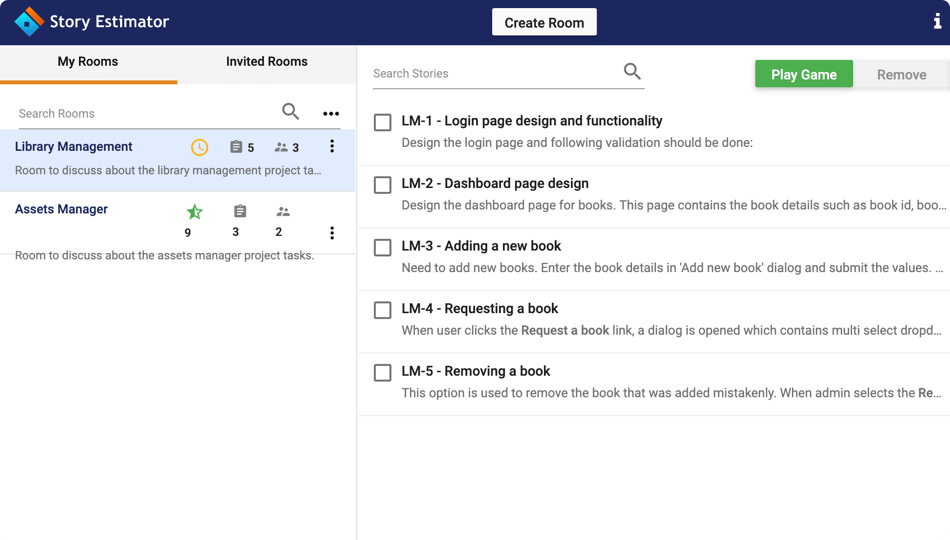 Story Estimator
Create Room
My Rooms
Invited Rooms
Search Rooms
Library Management
5
3
Room to discuss about the library management project ta...
Assets Manager
9
3
2
Room to discuss about the assets manager project tasks.
Search Stories
Play Game
Remove
LM-1 - Login page design and functionality
Design the login page and following validation should be done:
LM-2 - Dashboard page design
Design the dashboard page for books. This page contains the book details such as book id, boo...
LM-3 - Adding a new book
Need to add new books. Enter the book details in 'Add new book' dialog and submit the values. ...
LM-4 - Requesting a book
When user clicks the Request a book link, a dialog is opened which contains multi select dropd...
LM-5 - Removing a book
This option is used to remove the book that was added mistakenly. When admin selects the Re...